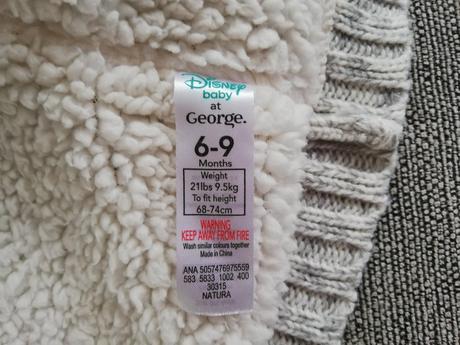 Disney
baby
at
George.
6-9
Months
Weight
21lbs 9.5kg
To fit height
68-74cm
WARNING
KEEP AWAY FROM FIRE
Wash similar colours together
Made in China
ANA 5057476975559
583 5833 1002 400
30315
NATURA